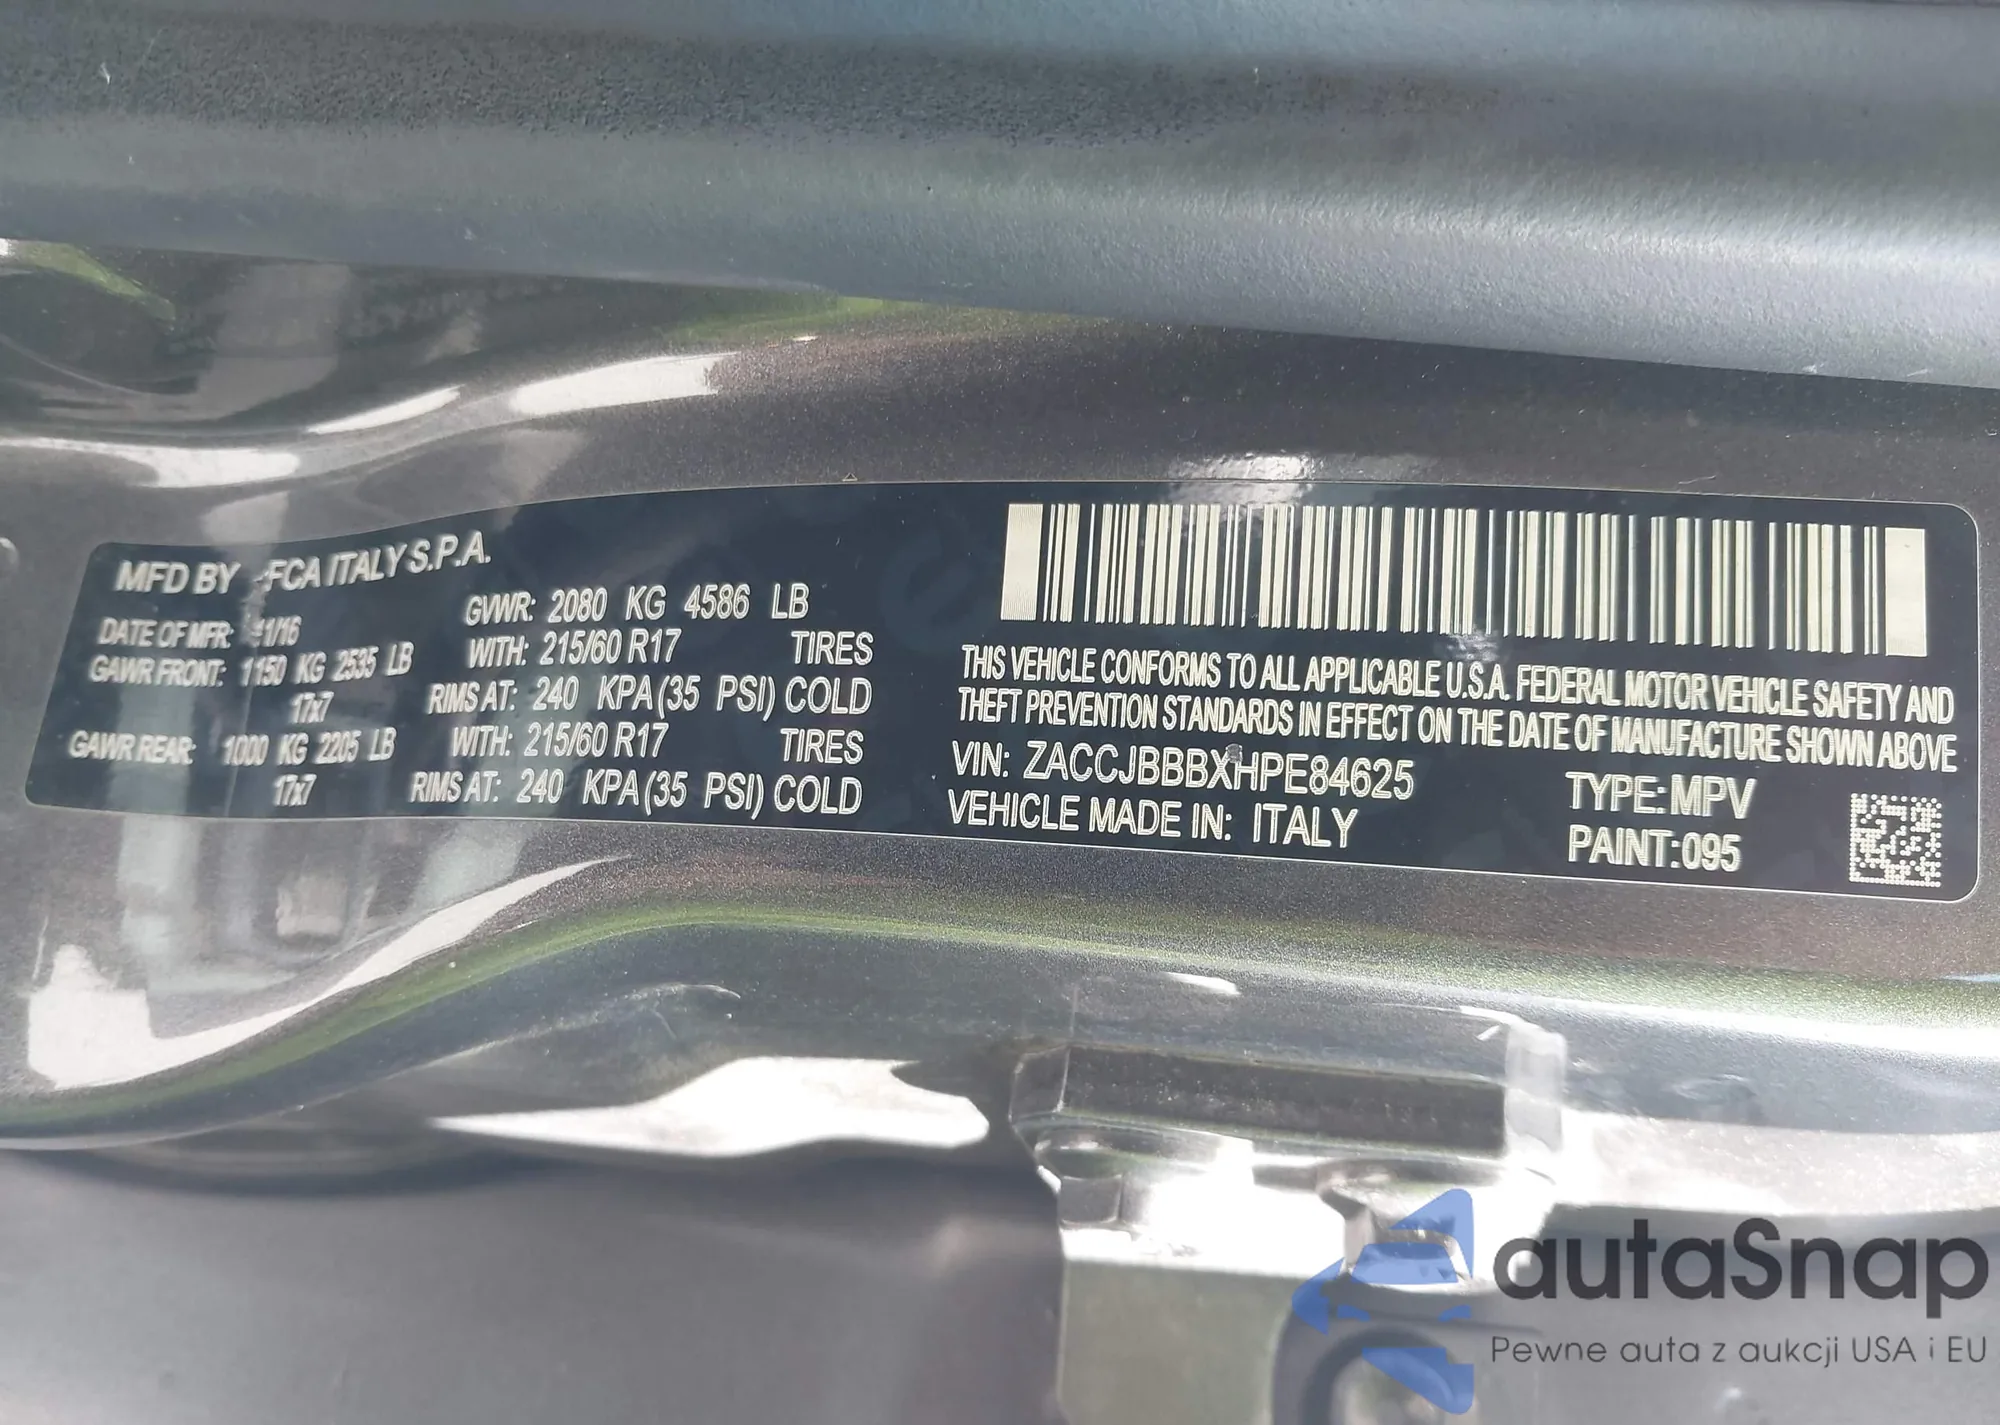 MFD BY FCA ITALY S.P.A.
DATE OF MFR: 11/16 GVWR: 2080 KG 4586 LB
GAWR FRONT: 1150 KG 2535 LB WITH: 215/60 R17 TIRES
17x7 RIMS AT: 240 KPA (35 PSI) COLD
GAWR REAR: 1000 KG 2205 LB WITH: 215/60 R17 TIRES
17x7 RIMS AT: 240 KPA (35 PSI) COLD
THIS VEHICLE CONFORMS TO ALL APPLICABLE U.S.A. FEDERAL MOTOR VEHICLE SAFETY AND
THEFT PREVENTION STANDARDS IN EFFECT ON THE DATE OF MANUFACTURE SHOWN ABOVE
VIN: ZACCJBBBXHPE84625 TYPE: MPV
VEHICLE MADE IN: ITALY PAINT: 095
autaSnap
Pewne auta z aukcji USA i EU